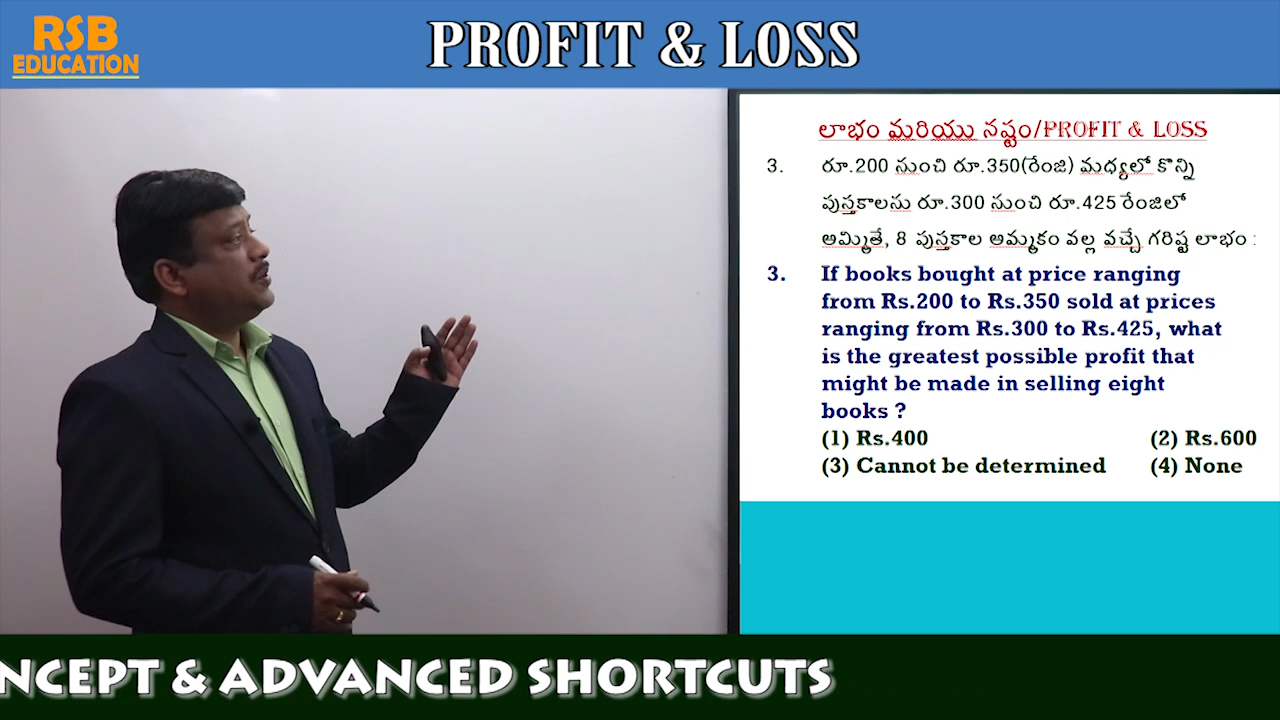 RSB
EDUCATION
PROFIT & LOSS
లాభం మరియు నష్టం/PROFIT & LOSS
3. రూ.200 నుంచి రూ.350(రేంజి) మధ్యలో కొన్ని
పుస్తకాలను రూ.300 నుంచి రూ.425 రేంజిలో
అమ్మితే, 8 పుస్తకాల అమ్మకం వల్ల వచ్చే గరిష్ట లాభం :
3. If books bought at price ranging
from Rs.200 to Rs.350 sold at prices
ranging from Rs.300 to Rs.425, what
is the greatest possible profit that
might be made in selling eight
books ?
(1) Rs.400 (2) Rs.600
(3) Cannot be determined (4) None
NCEPT & ADVANCED SHORTCUTS